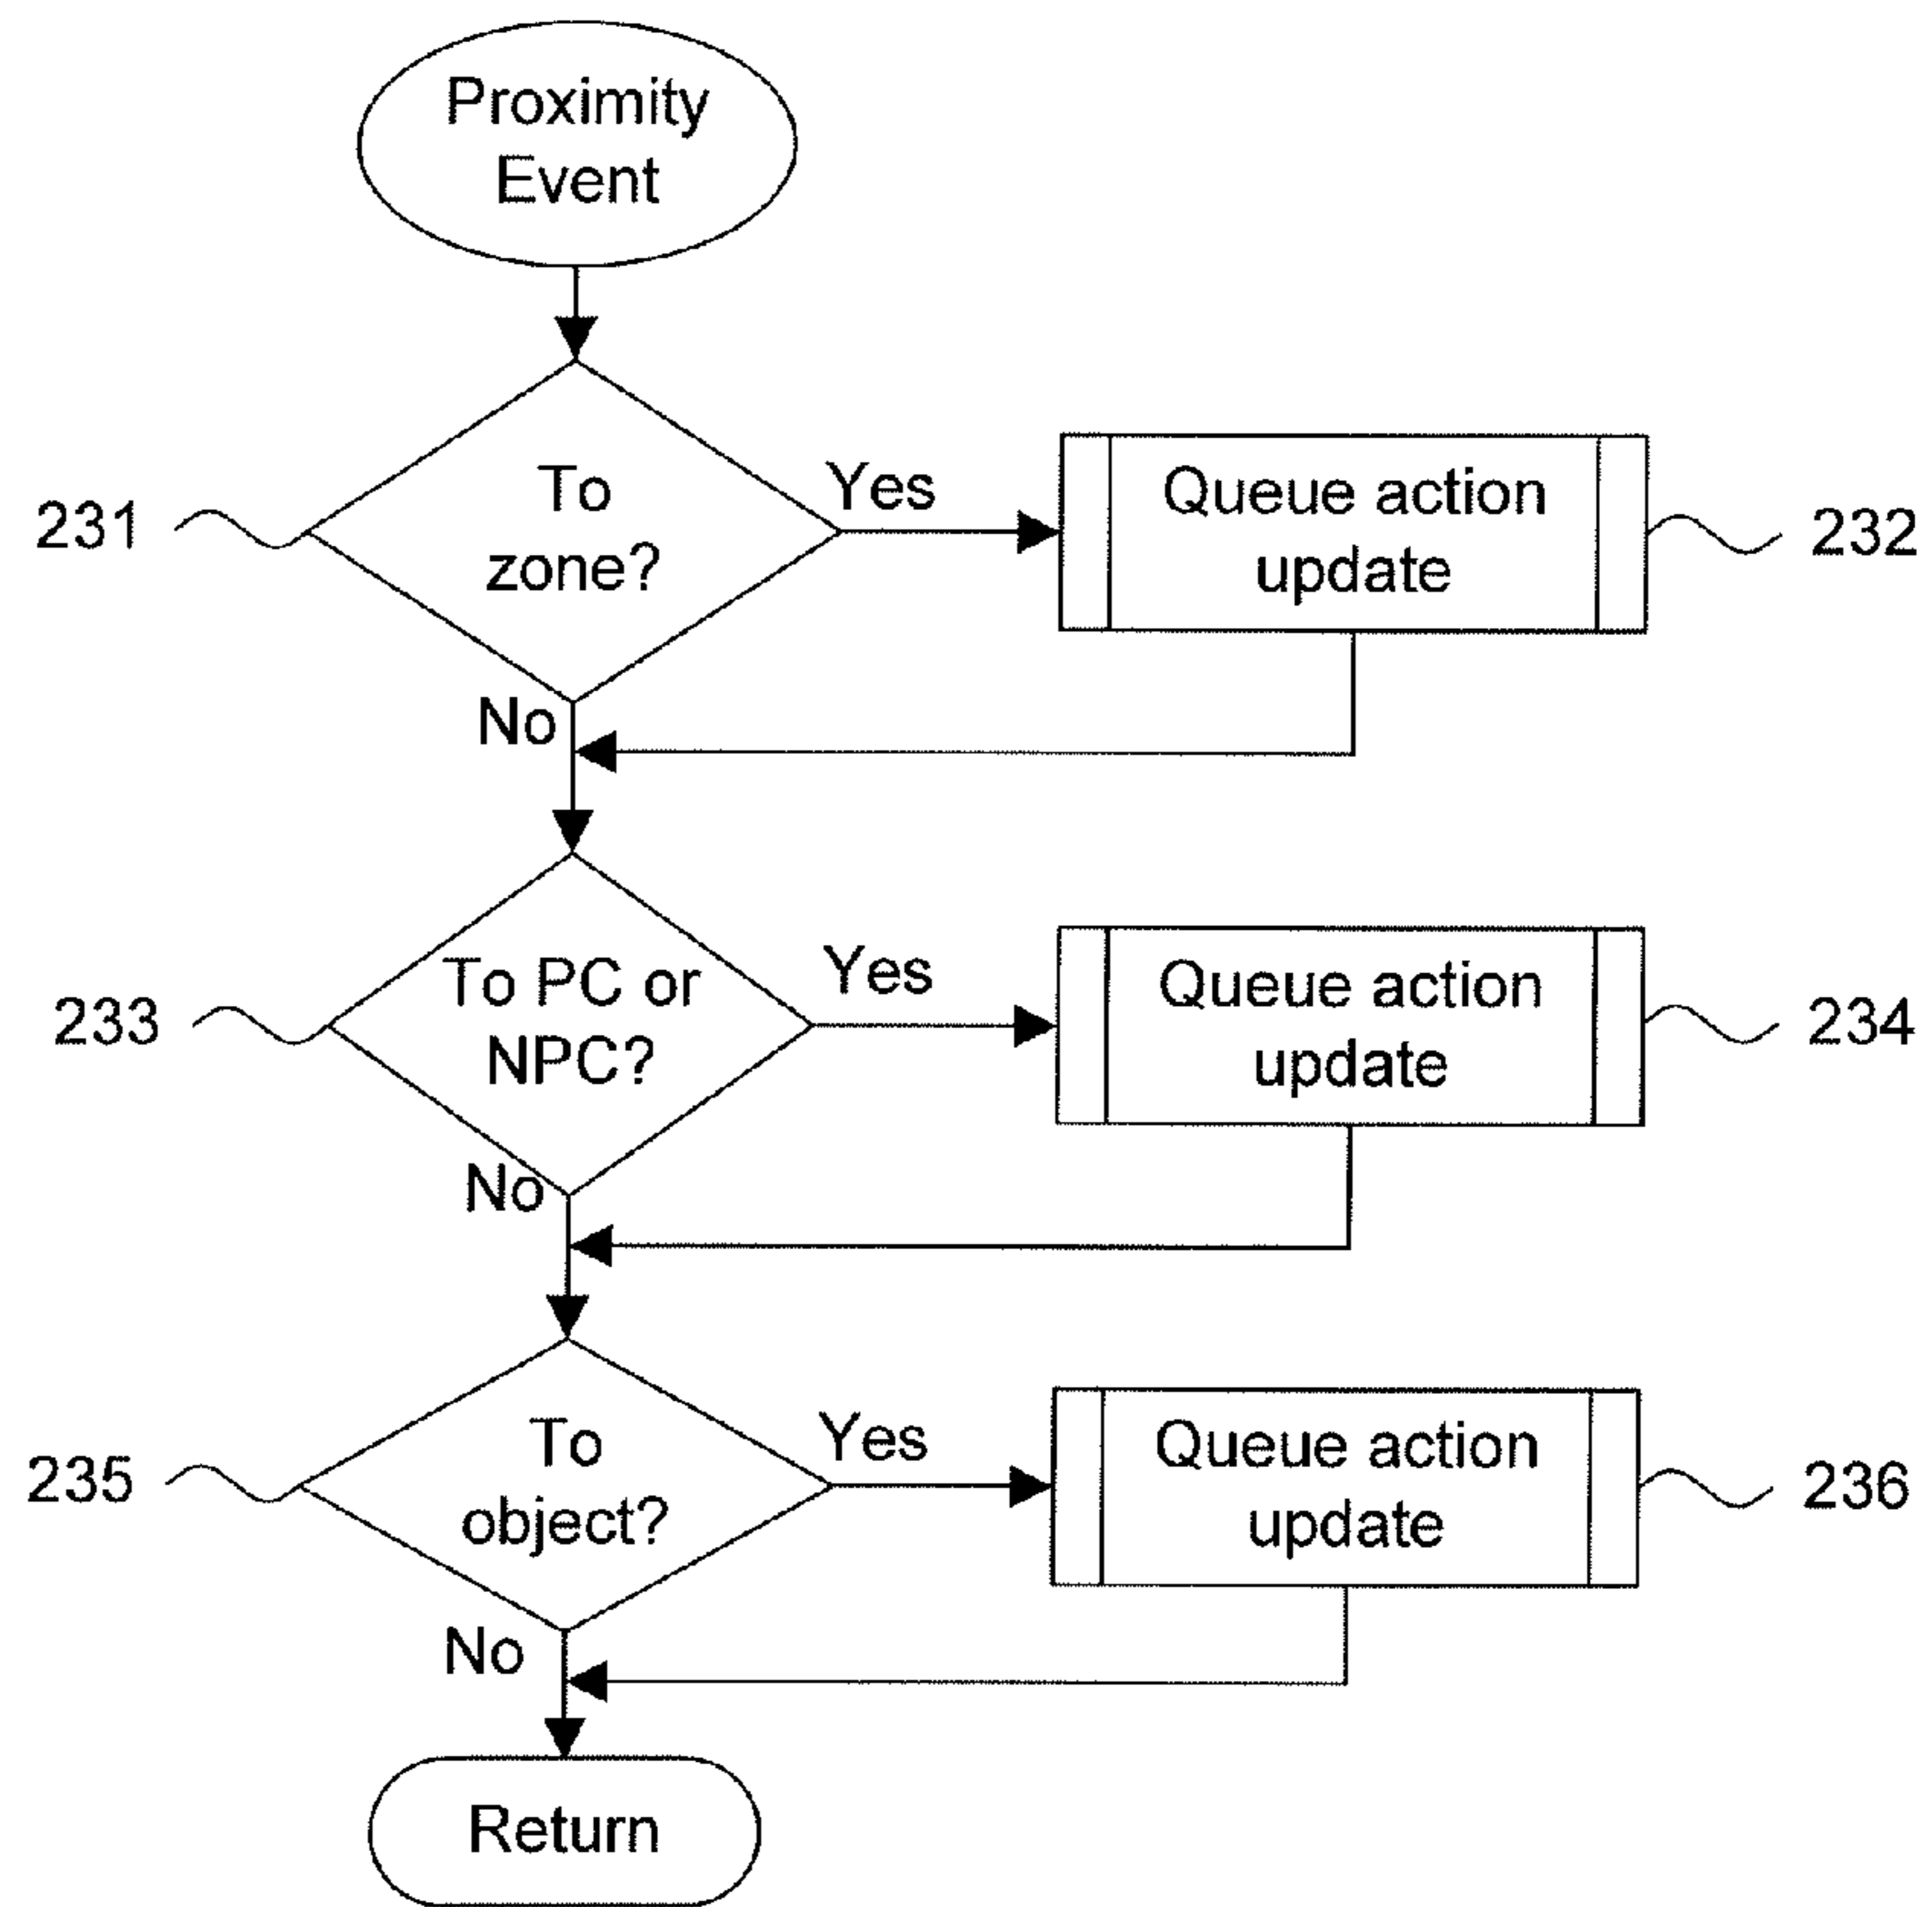 Proximity
Event
To
zone?
Yes
Queue action
update
231
232
No
To PC or
NPC?
Yes
Queue action
update
233
234
No
To
object?
Yes
Queue action
update
235
236
No
Return